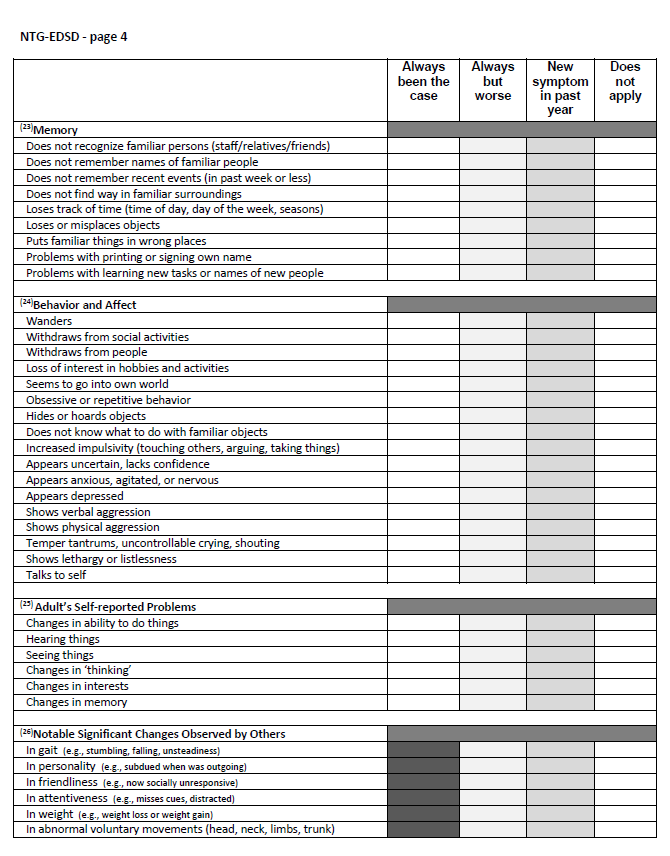 NTG-EDSD - page 4
Always been the case
Always but worse
New symptom in past year
Does not apply
(23)Memory
Does not recognize familiar persons (staff/relatives/friends)
Does not remember names of familiar people
Does not remember recent events (in past week or less)
Does not find way in familiar surroundings
Loses track of time (time of day, day of the week, seasons)
Loses or misplaces objects
Puts familiar things in wrong places
Problems with printing or signing own name
Problems with learning new tasks or names of new people
(24)Behavior and Affect
Wanders
Withdraws from social activities
Withdraws from people
Loss of interest in hobbies and activities
Seems to go into own world
Obsessive or repetitive behavior
Hides or hoards objects
Does not know what to do with familiar objects
Increased impulsivity (touching others, arguing, taking things)
Appears uncertain, lacks confidence
Appears anxious, agitated, or nervous
Appears depressed
Shows verbal aggression
Shows physical aggression
Temper tantrums, uncontrollable crying, shouting
Shows lethargy or listlessness
Talks to self
(25)Adult's Self-reported Problems
Changes in ability to do things
Hearing things
Seeing things
Changes in 'thinking'
Changes in interests
Changes in memory
(26)Notable Significant Changes Observed by Others
In gait (e.g., stumbling, falling, unsteadiness)
In personality (e.g., subdued when was outgoing)
In friendliness (e.g., now socially unresponsive)
In attentiveness (e.g., misses cues, distracted)
In weight (e.g., weight loss or weight gain)
In abnormal voluntary movements (head, neck, limbs, trunk)